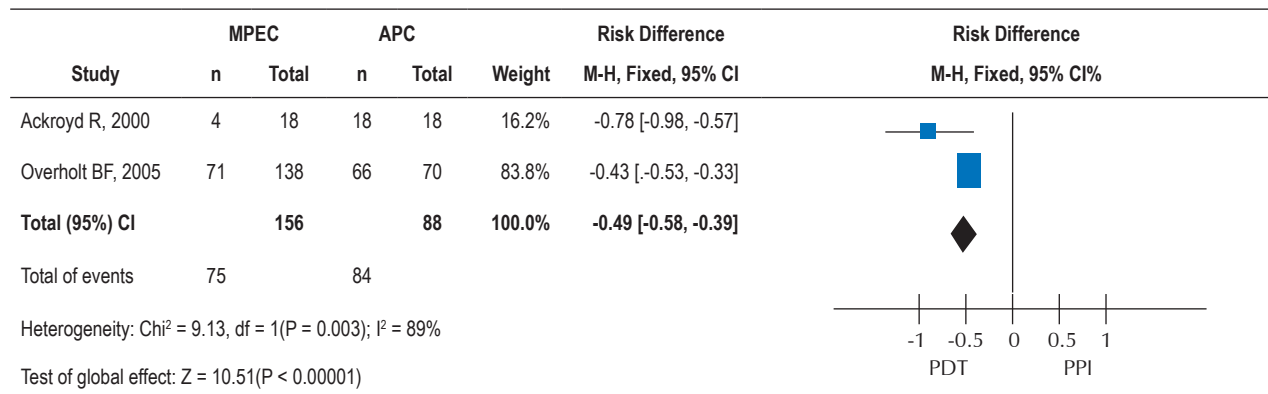 MPEC APC Risk Difference Risk Difference
Study n Total n Total Weight M-H, Fixed, 95% CI M-H, Fixed, 95% CI%
Ackroyd R, 2000 4 18 18 18 16.2% -0.78 [-0.98, -0.57]
Overholt BF, 2005 71 138 66 70 83.8% -0.43 [.-0.53, -0.33]
Total (95%) CI 156 88 100.0% -0.49 [-0.58, -0.39]
Total of events 75 84
Heterogeneity: Chi² = 9.13, df = 1(P = 0.003); I² = 89%
-1 -0.5 0 0.5 1
PDT PPI
Test of global effect: Z = 10.51(P < 0.00001)